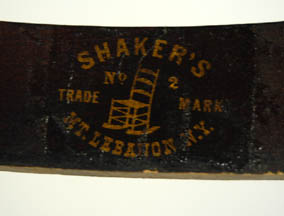 SHAKER'S
No 2
TRADE MARK
MT. LEBANON N.Y.